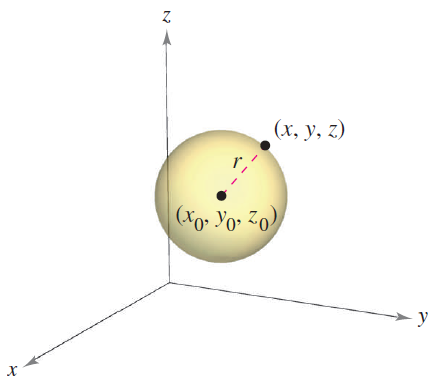 z
(x, y, z)
r
(x₀, y₀, z₀)
y
x